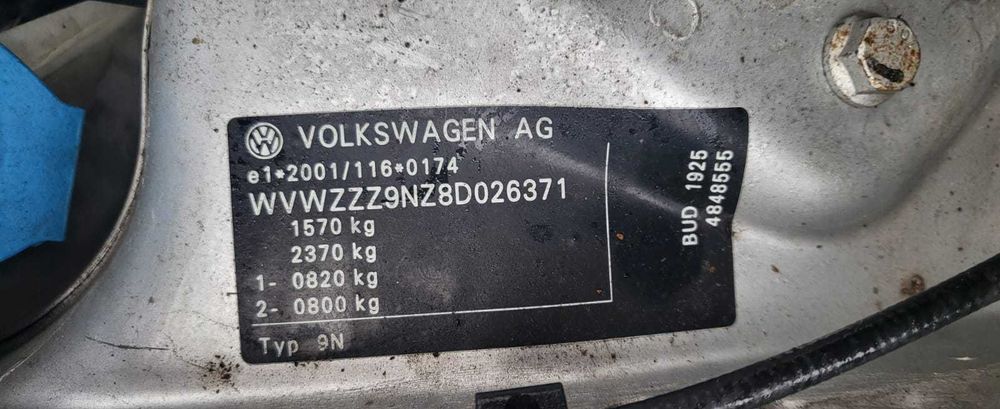 VOLKSWAGEN AG
e1*2001/116*0174
WVWZZZ9NZ8D026371
1570 kg
2370 kg
1- 0820 kg
2- 0800 kg
Typ 9N
BUD 1925
4848555